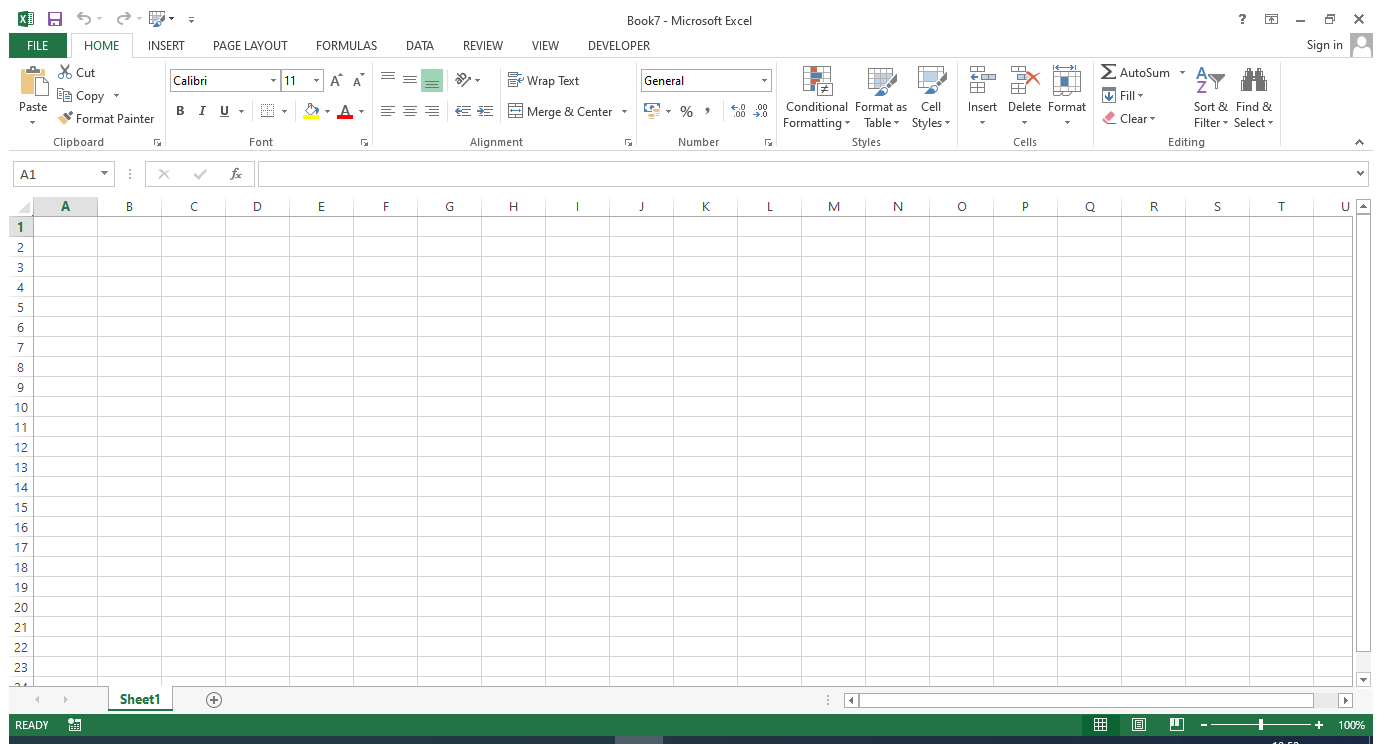 Book7 - Microsoft Excel
?
FILE HOME INSERT PAGE LAYOUT FORMULAS DATA REVIEW VIEW DEVELOPER Sign in
Paste
Cut
Copy
Format Painter
Clipboard
Calibri 11
B I U
Font
Wrap Text
Merge & Center
Alignment
General
% ,
Number
Conditional
Formatting
Format as
Table
Cell
Styles
Styles
Insert
Delete
Format
Cells
AutoSum
Fill
Clear
Sort &
Filter
Find &
Select
Editing
A1 fx
A B C D E F G H I J K L M N O P Q R S T U
1
2
3
4
5
6
7
8
9
10
11
12
13
14
15
16
17
18
19
20
21
22
23
Sheet1
READY 100%